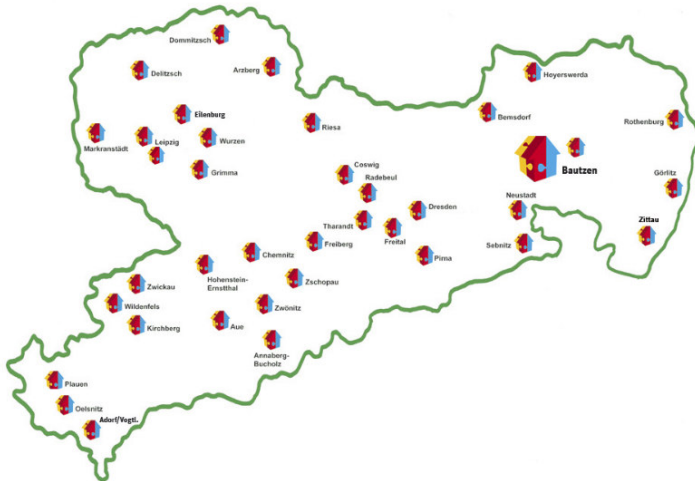 Dommitzsch
Delitzsch
Arzberg
Hoyerswerda
Eilenburg
Bernsdorf
Riesa
Rothenburg
Markranstädt
Leipzig
Wurzen
Grimma
Coswig
Radebeul
Bautzen
Görlitz
Neustadt
Dresden
Tharandt
Freital
Zittau
Sebnitz
Freiberg
Chemnitz
Pirna
Hohenstein-
Ernstthal
Zschopau
Zwickau
Wildenfels
Zwönitz
Kirchberg
Aue
Annaberg-
Bucholz
Plauen
Oelsnitz
Adorf/Vogtl.